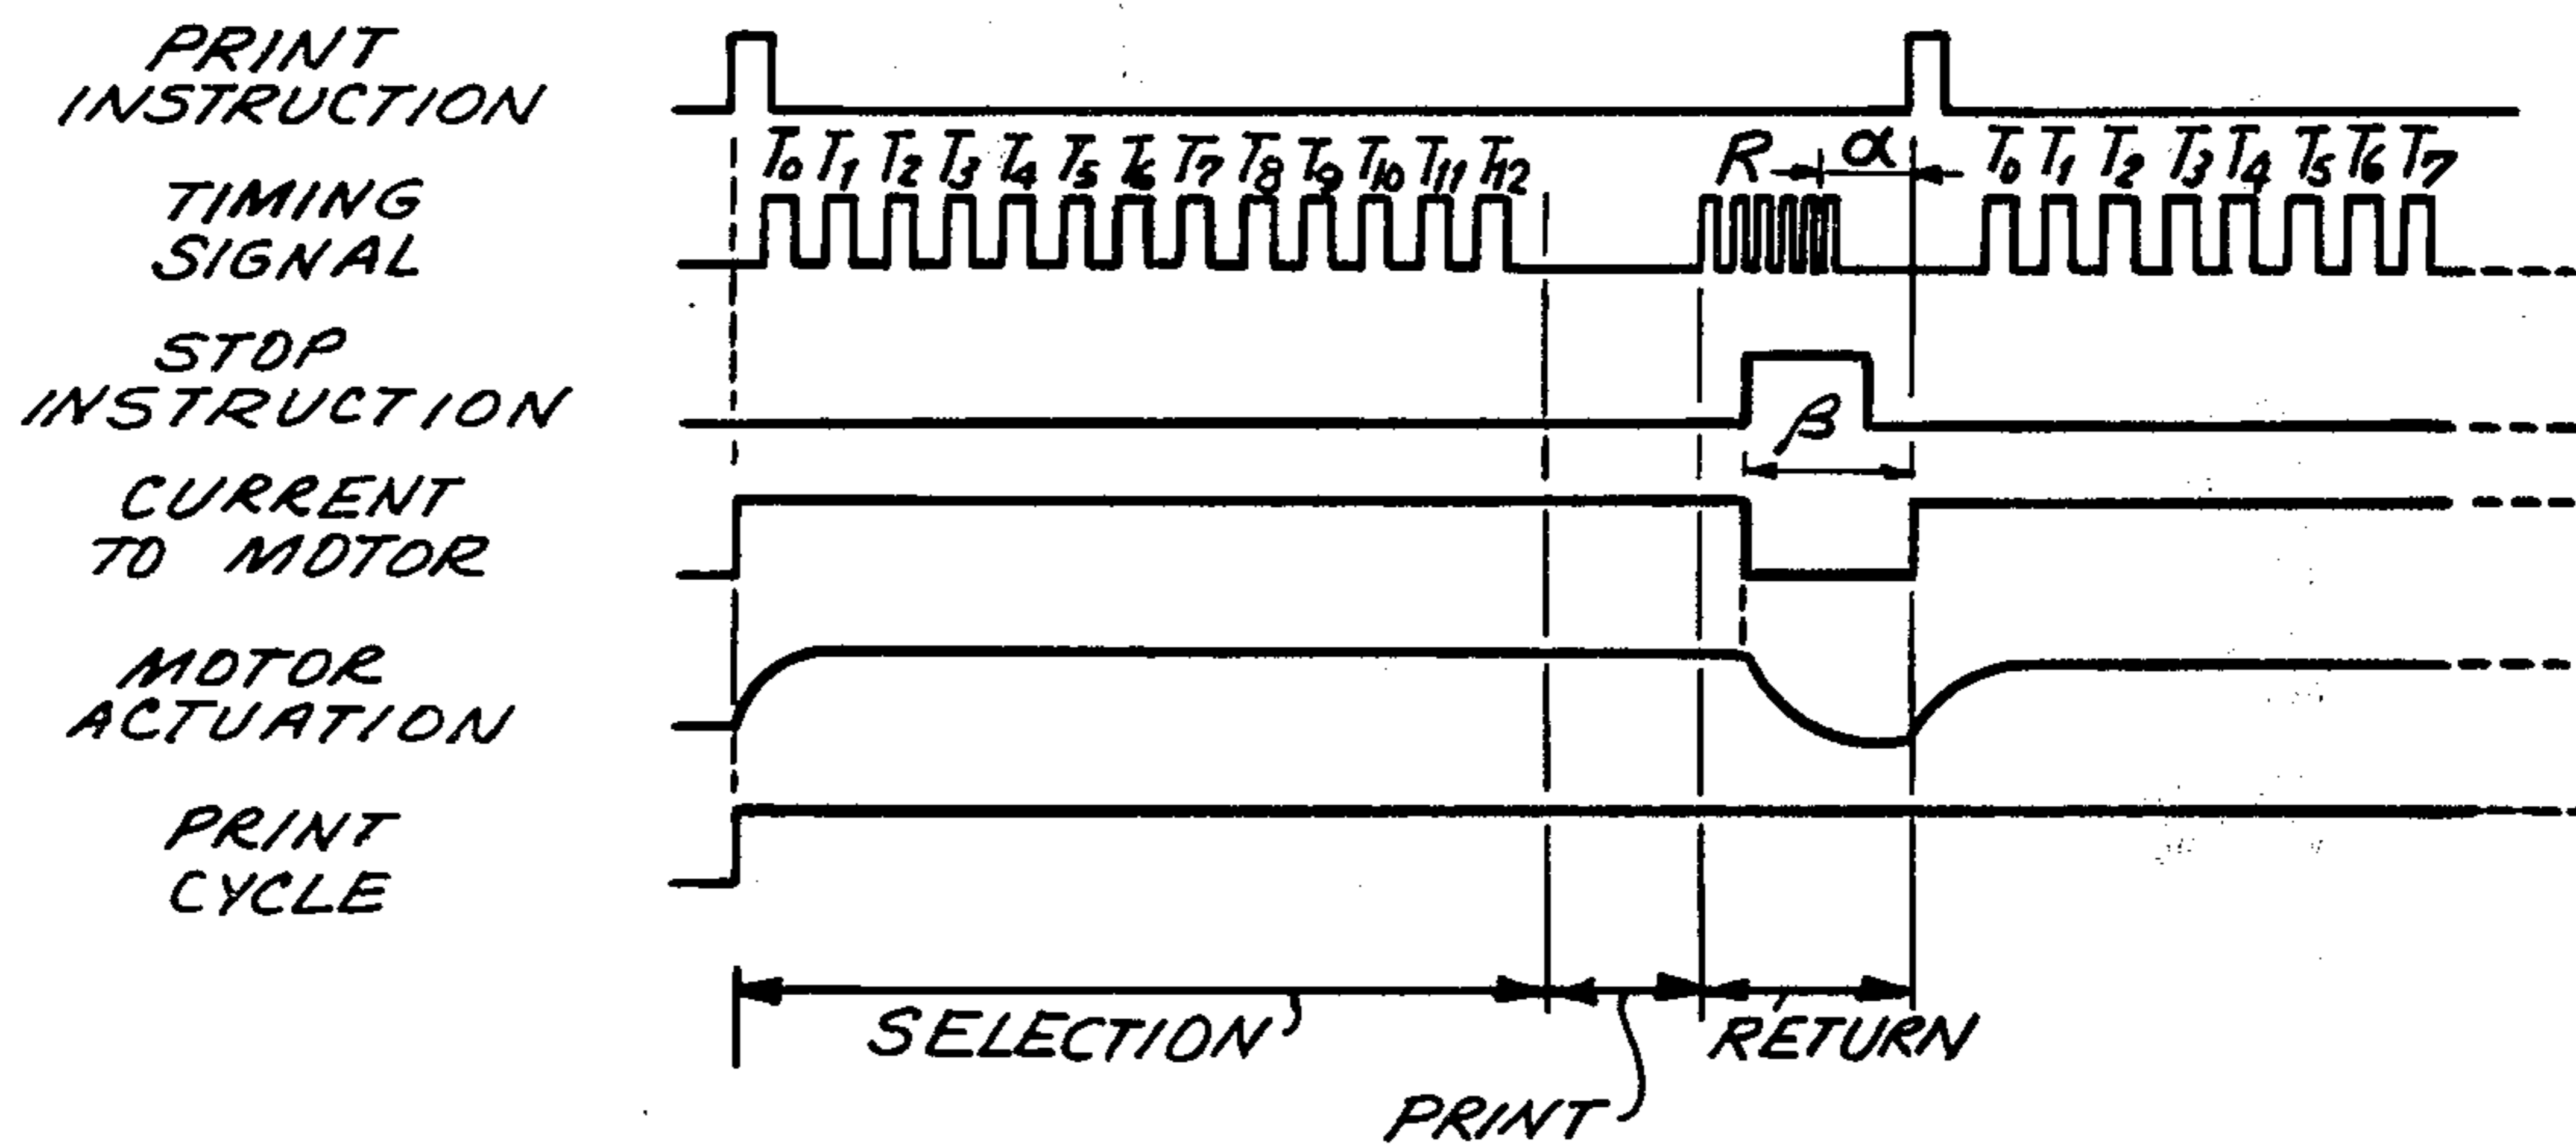 PRINT
INSTRUCTION
T0 T1 T2 T3 T4 T5 T6 T7 T8 T9 T10 T11 T12 R α T0 T1 T2 T3 T4 T5 T6 T7
TIMING
SIGNAL
STOP
INSTRUCTION
β
CURRENT
TO MOTOR
MOTOR
ACTUATION
PRINT
CYCLE
SELECTION
RETURN
PRINT